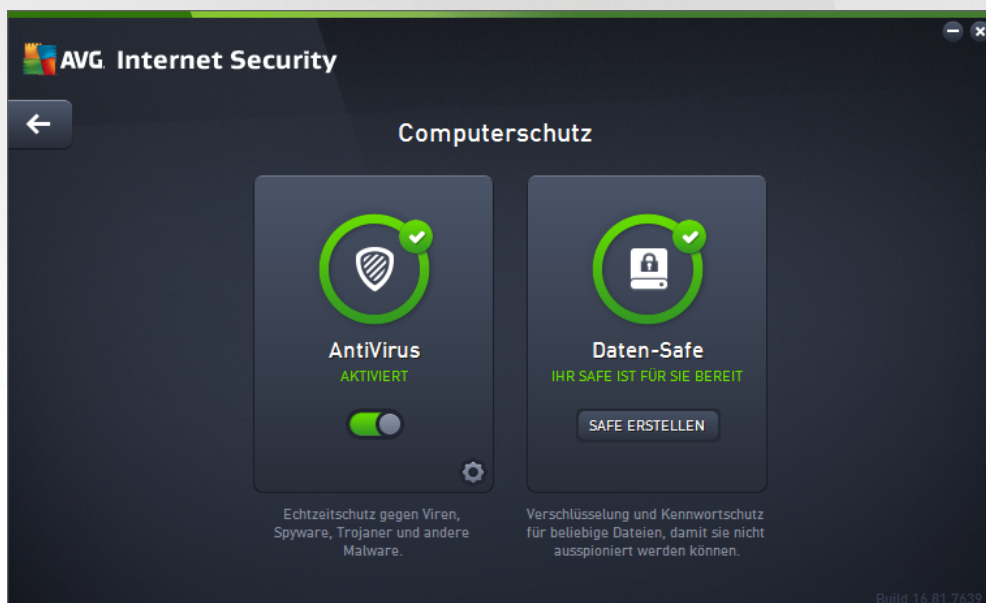 AVG. Internet Security
Computerschutz
AntiVirus
AKTIVIERT
Echtzeitschutz gegen Viren,
Spyware, Trojaner und andere
Malware.
Daten-Safe
IHR SAFE IST FÜR SIE BEREIT
SAFE ERSTELLEN
Verschlüsselung und Kennwortschutz
für beliebige Dateien, damit sie nicht
ausspioniert werden können.
Build 16.81.7639